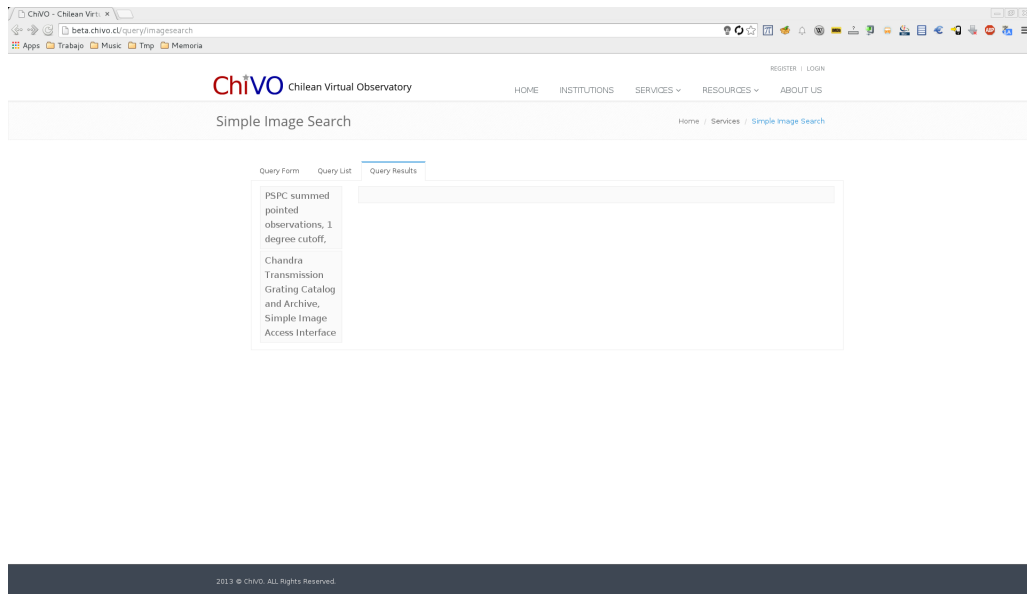 ChiVO - Chilean Virtu
beta.chivo.cl/query/imagesearch
Apps Trabajo Music Tmp Memoria
REGISTER | LOGIN
ChiVO Chilean Virtual Observatory
HOME INSTITUTIONS SERVICES RESOURCES ABOUT US
Simple Image Search
Home / Services / Simple Image Search
Query Form Query List Query Results
PSPC summed
pointed
observations, 1
degree cutoff,
Chandra
Transmission
Grating Catalog
and Archive,
Simple Image
Access Interface
2013 © ChiVO. ALL Rights Reserved.